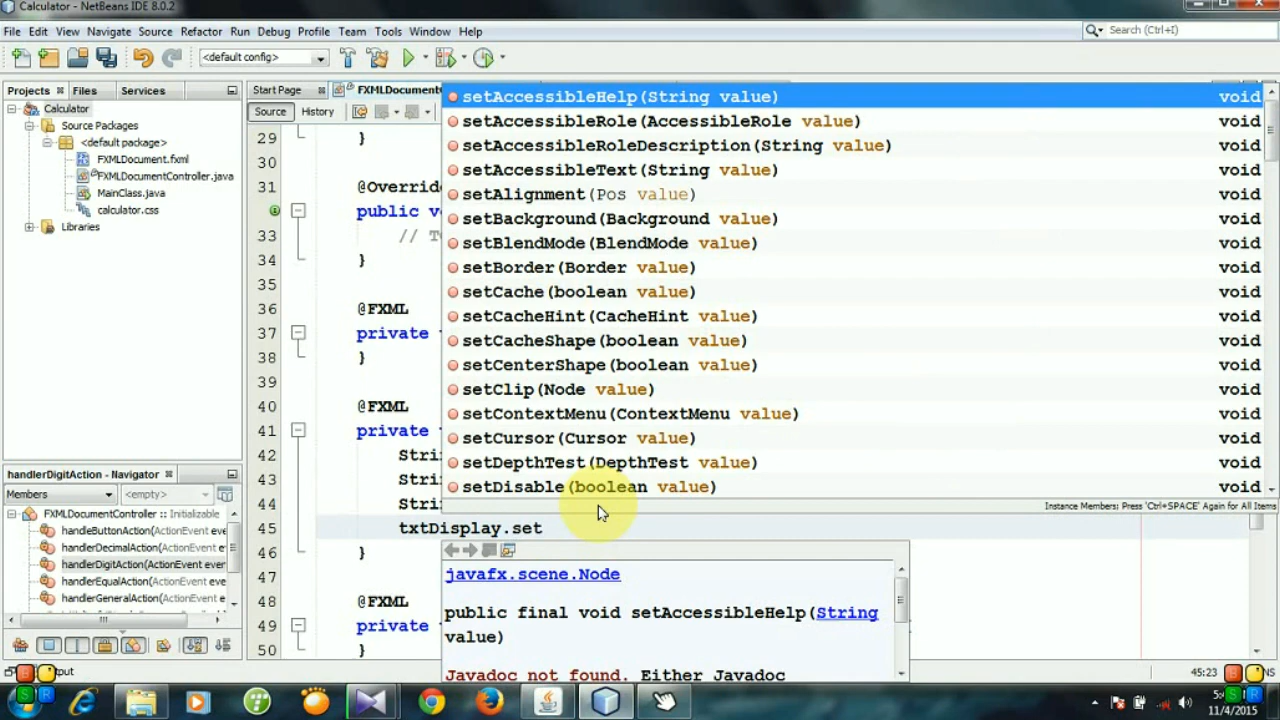 Calculator - NetBeans IDE 8.0.2
File Edit View Navigate Source Refactor Run Debug Profile Team Tools Window Help
Search (Ctrl+I)
<default config>
Projects Files Services
Start Page
Source History
Calculator
Source Packages
<default package>
FXMLDocument.fxml
FXMLDocumentController.java
MainClass.java
calculator.css
Libraries
29 }
30
31 @Override
public
33 //
34 }
35
36 @FXML
37 private
38 }
39
40 @FXML
41 private
42
43
44
45 txtDisplay.set
46 }
47
48 @FXML
49 private
50 }
setAccessibleHelp(String value) void
setAccessibleRole(AccessibleRole value) void
setAccessibleRoleDescription(String value) void
setAccessibleText(String value) void
setAlignment(Pos value) void
setBackground(Background value) void
setBlendMode(BlendMode value) void
setBorder(Border value) void
setCache(boolean value) void
setCacheHint(CacheHint value) void
setCacheShape(boolean value) void
setCenterShape(boolean value) void
setClip(Node value) void
setContextMenu(ContextMenu value) void
setCursor(Cursor value) void
setDepthTest(DepthTest value) void
setDisable(boolean value) void
Instance Members: Press 'Ctrl+SPACE' Again for All Items
javafx.scene.Node
public final void setAccessibleHelp(String
value)
Javadoc not found. Either Javadoc
handlerDigitAction - Navigator
Members <empty>
FXMLDocumentController :: Initializable
handleButtonAction(ActionEvent eve
handlerDecimalAction(ActionEvent
handlerDigitAction(ActionEvent ever
handlerEqualAction(ActionEvent eve
handlerGeneralAction(ActionEvent
45:23
11/4/2015